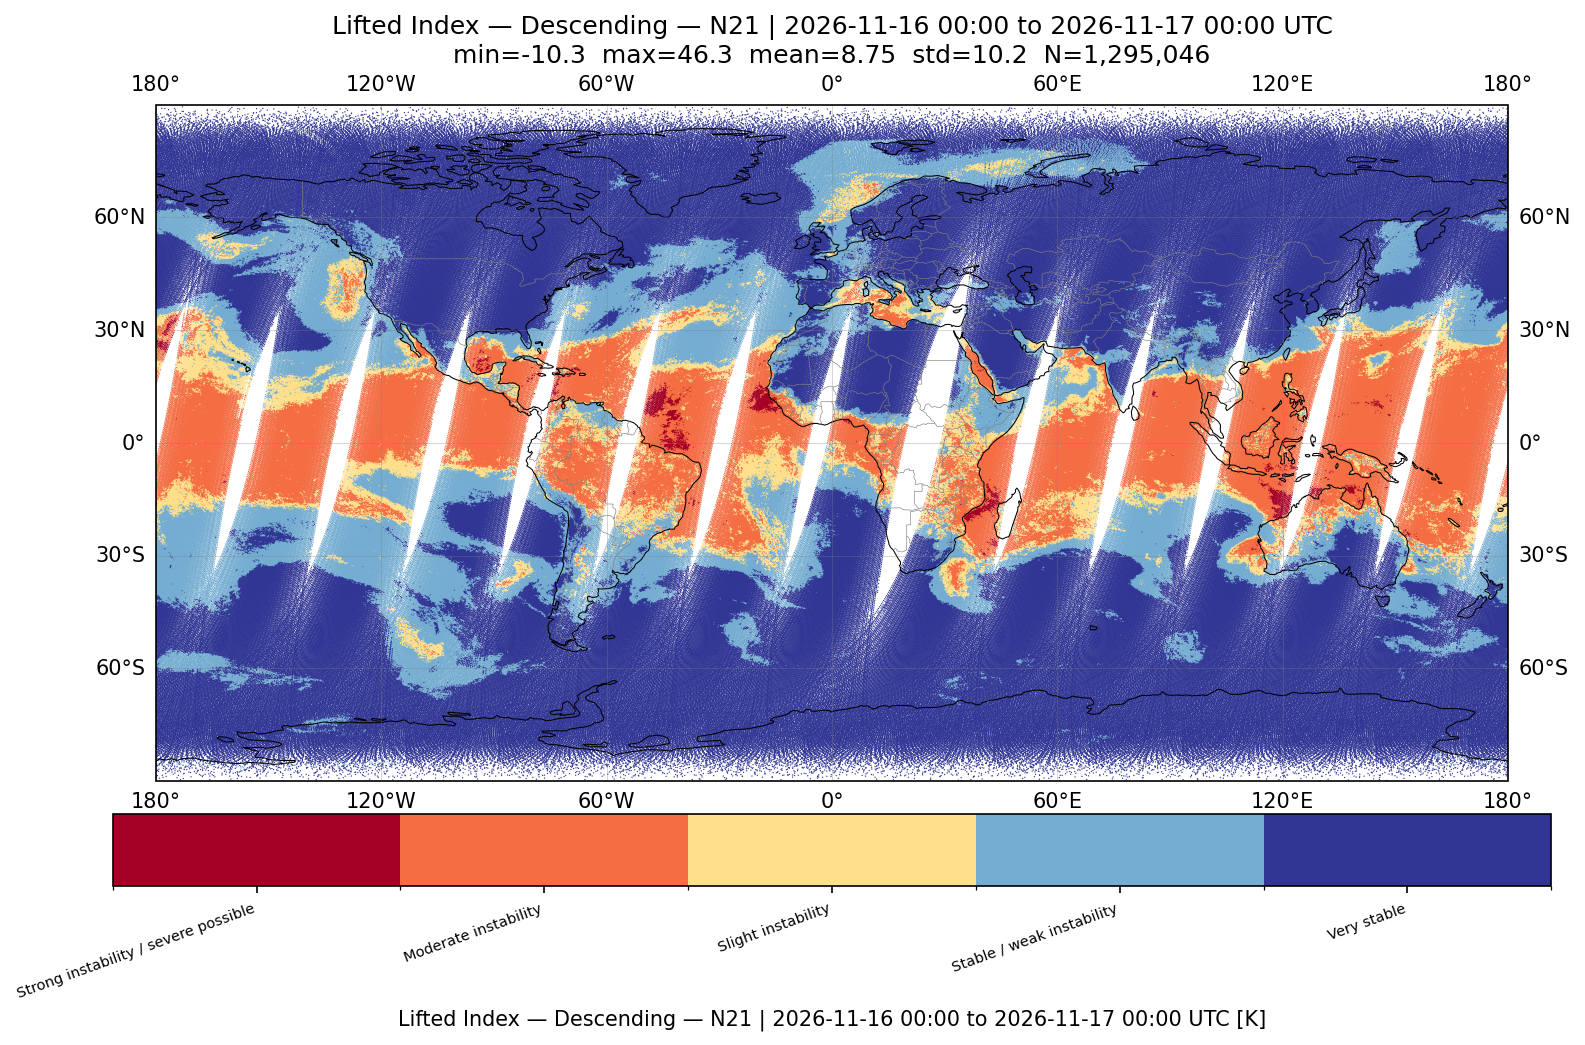 Lifted Index — Descending — N21 | 2026-11-16 00:00 to 2026-11-17 00:00 UTC
min=-10.3  max=46.3  mean=8.75  std=10.2  N=1,295,046
180° 120°W 60°W 0° 60°E 120°E 180°
60°N 60°N
30°N 30°N
0° 0°
30°S 30°S
60°S 60°S
180° 120°W 60°W 0° 60°E 120°E 180°
Strong instability / severe possible
Moderate instability
Slight instability
Stable / weak instability
Very stable
Lifted Index — Descending — N21 | 2026-11-16 00:00 to 2026-11-17 00:00 UTC [K]